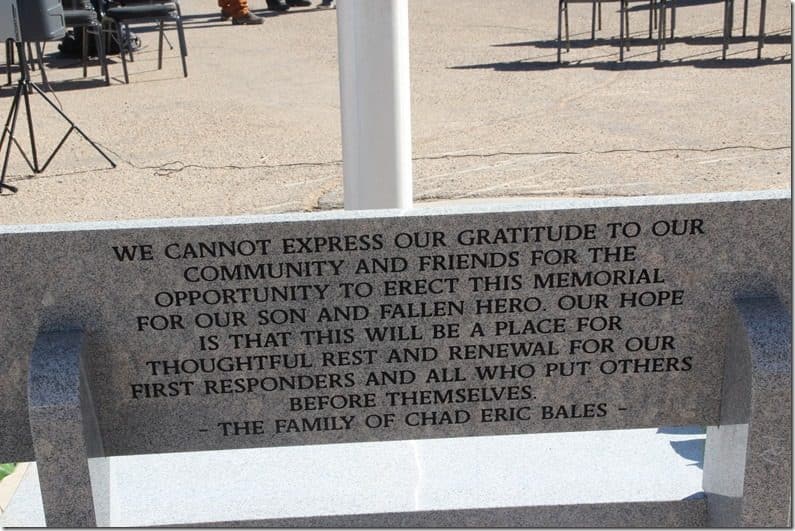 WE CANNOT EXPRESS OUR GRATITUDE TO OUR
COMMUNITY AND FRIENDS FOR THE
OPPORTUNITY TO ERECT THIS MEMORIAL
FOR OUR SON AND FALLEN HERO. OUR HOPE
IS THAT THIS WILL BE A PLACE FOR
THOUGHTFUL REST AND RENEWAL FOR OUR
FIRST RESPONDERS AND ALL WHO PUT OTHERS
BEFORE THEMSELVES.
- THE FAMILY OF CHAD ERIC BALES -